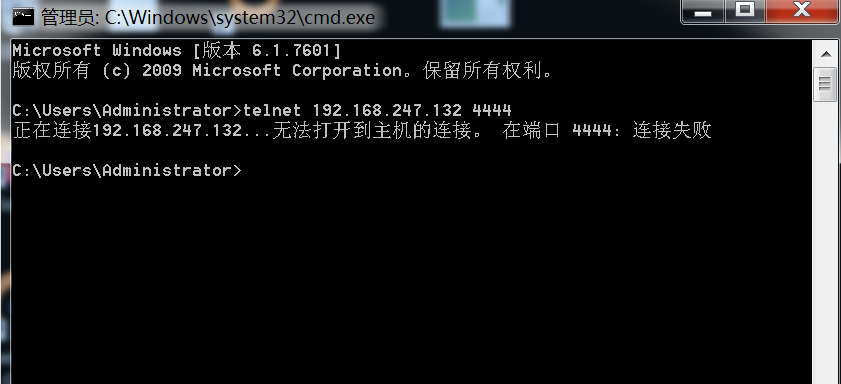 管理员: C:\Windows\system32\cmd.exe
Microsoft Windows [版本 6.1.7601]
版权所有 (c) 2009 Microsoft Corporation。保留所有权利。
C:\Users\Administrator>telnet 192.168.247.132 4444
正在连接192.168.247.132...无法打开到主机的连接。 在端口 4444: 连接失败
C:\Users\Administrator>